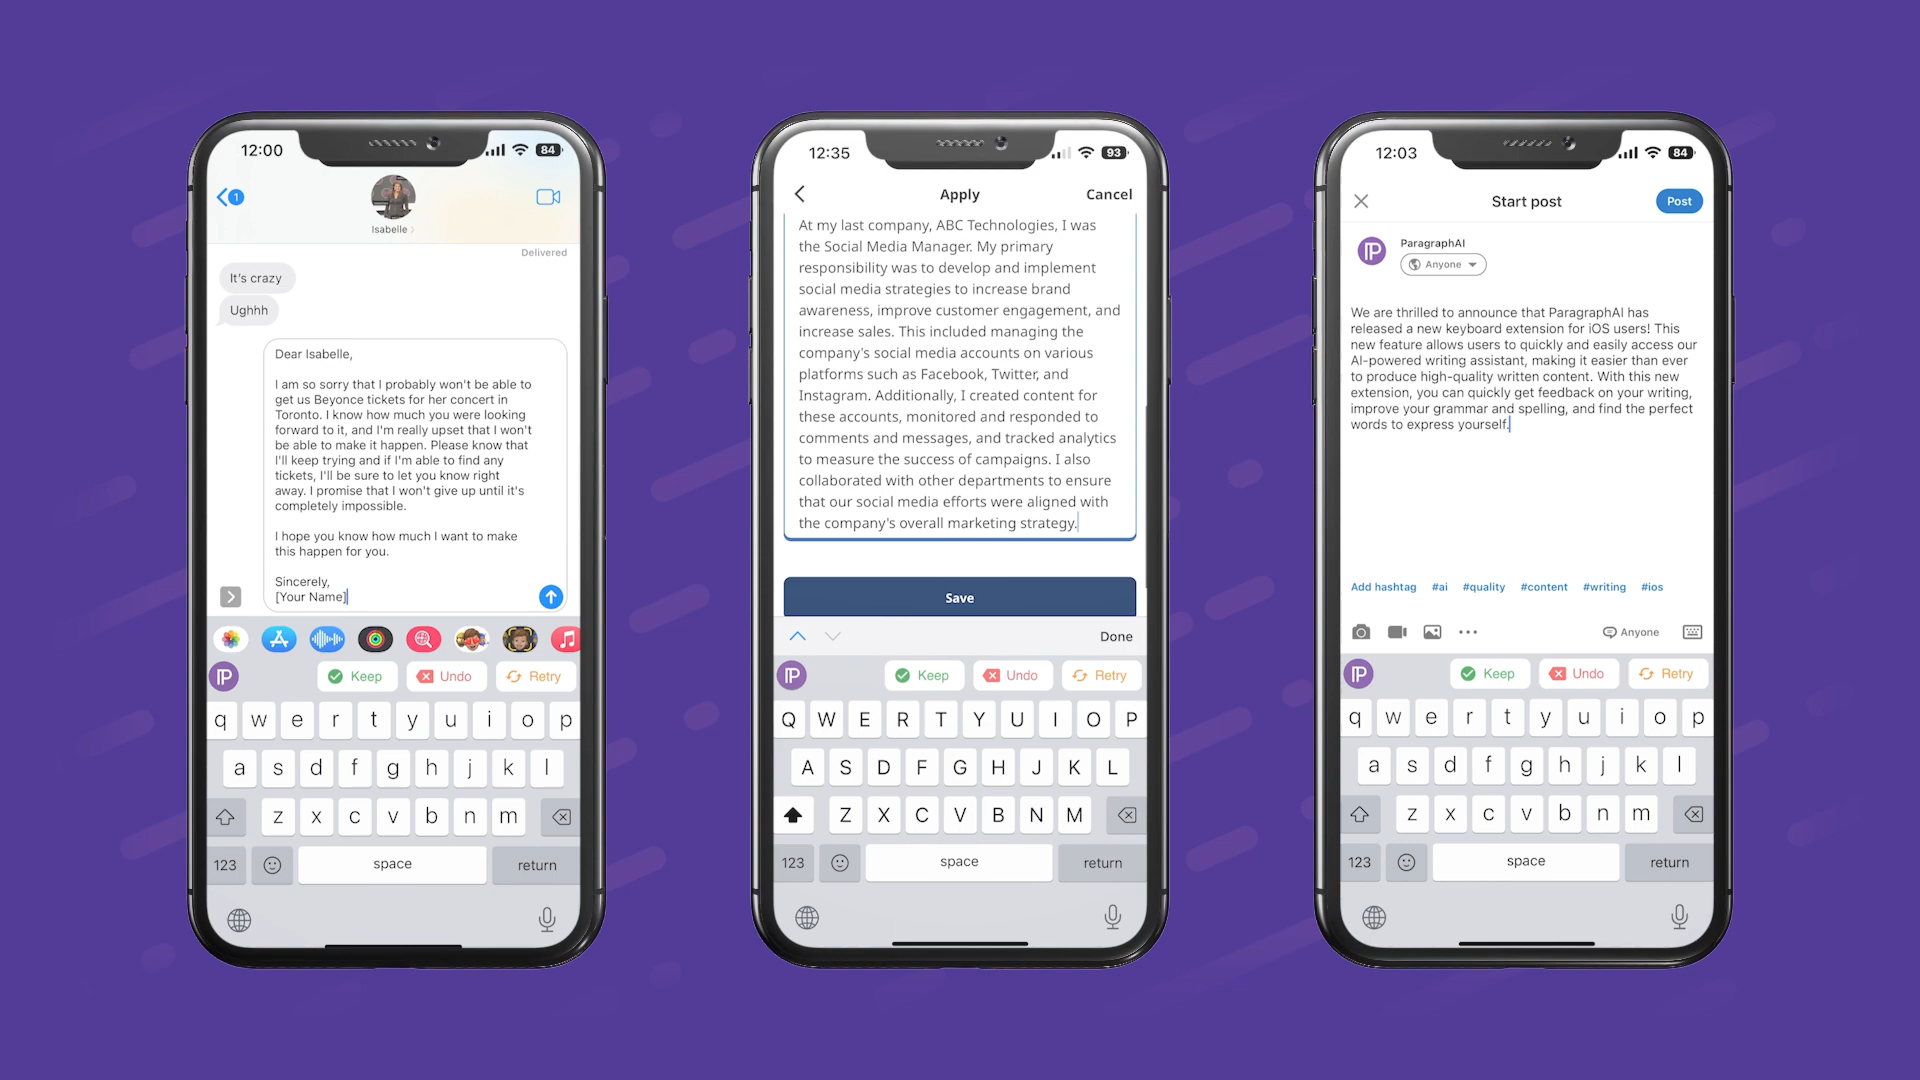 12:00
84
1
Isabelle
Delivered
It's crazy
Ughhh
Dear Isabelle,
I am so sorry that I probably won't be able to
get us Beyonce tickets for her concert in
Toronto. I know how much you were looking
forward to it, and I'm really upset that I won't
be able to make it happen. Please know that
I'll keep trying and if I'm able to find any
tickets, I'll be sure to let you know right
away. I promise that I won't give up until it's
completely impossible.
I hope you know how much I want to make
this happen for you.
Sincerely,
[Your Name]
Keep Undo Retry
q w e r t y u i o p
a s d f g h j k l
z x c v b n m
123 space return
12:35
93
Apply
Cancel
At my last company, ABC Technologies, I was
the Social Media Manager. My primary
responsibility was to develop and implement
social media strategies to increase brand
awareness, improve customer engagement, and
increase sales. This included managing the
company's social media accounts on various
platforms such as Facebook, Twitter, and
Instagram. Additionally, I created content for
these accounts, monitored and responded to
comments and messages, and tracked analytics
to measure the success of campaigns. I also
collaborated with other departments to ensure
that our social media efforts were aligned with
the company's overall marketing strategy.
Save
Done
Keep Undo Retry
Q W E R T Y U I O P
A S D F G H J K L
Z X C V B N M
123 space return
12:03
84
Start post
Post
ParagraphAI
Anyone
We are thrilled to announce that ParagraphAI has
released a new keyboard extension for iOS users! This
new feature allows users to quickly and easily access our
AI-powered writing assistant, making it easier than ever
to produce high-quality written content. With this new
extension, you can quickly get feedback on your writing,
improve your grammar and spelling, and find the perfect
words to express yourself.
Add hashtag #ai #quality #content #writing #ios
Anyone
Keep Undo Retry
q w e r t y u i o p
a s d f g h j k l
z x c v b n m
123 space return